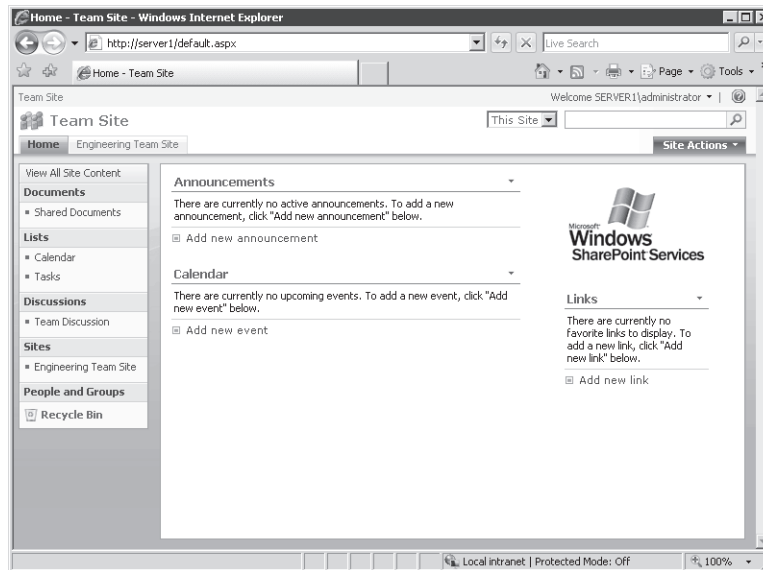 Home - Team Site - Windows Internet Explorer
http://server1/default.aspx
Live Search
Home - Team Site
Page
Tools
Team Site
Welcome SERVER1\administrator
Team Site
This Site
Home
Engineering Team Site
Site Actions
View All Site Content
Documents
Shared Documents
Lists
Calendar
Tasks
Discussions
Team Discussion
Sites
Engineering Team Site
People and Groups
Recycle Bin
Announcements
There are currently no active announcements. To add a new
announcement, click "Add new announcement" below.
Add new announcement
Calendar
There are currently no upcoming events. To add a new event, click "Add
new event" below.
Add new event
Microsoft
Windows
SharePoint Services
Links
There are currently no
favorite links to display. To
add a new link, click "Add
new link" below.
Add new link
Local intranet | Protected Mode: Off
100%